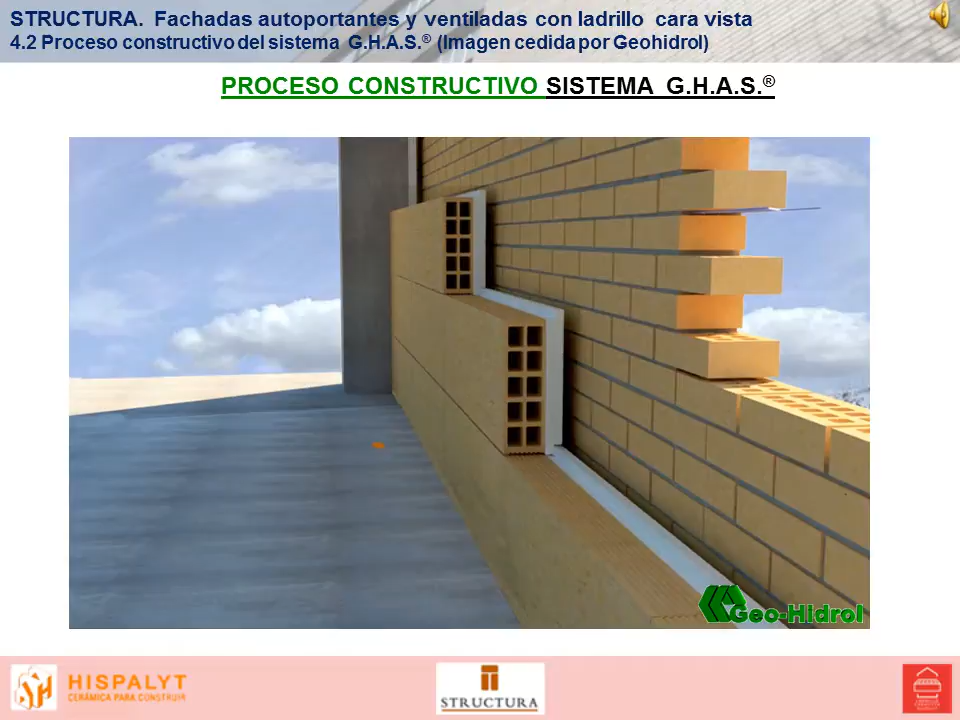 STRUCTURA. Fachadas autoportantes y ventiladas con ladrillo cara vista
4.2 Proceso constructivo del sistema G.H.A.S.® (Imagen cedida por Geohidrol)
PROCESO CONSTRUCTIVO SISTEMA G.H.A.S.®
Geo-Hidrol
HISPALYT
CERÁMICA PARA CONSTRUIR
STRUCTURA